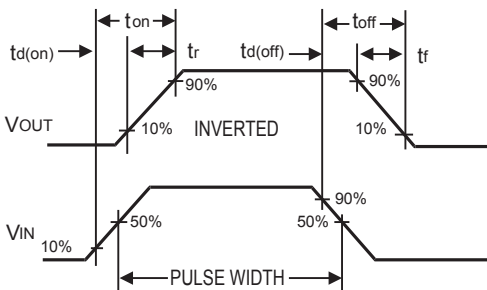 ton
toff
td(on)
tr
td(off)
tf
90%
90%
VOUT
10%
INVERTED
10%
90%
VIN
50%
50%
10%
PULSE WIDTH